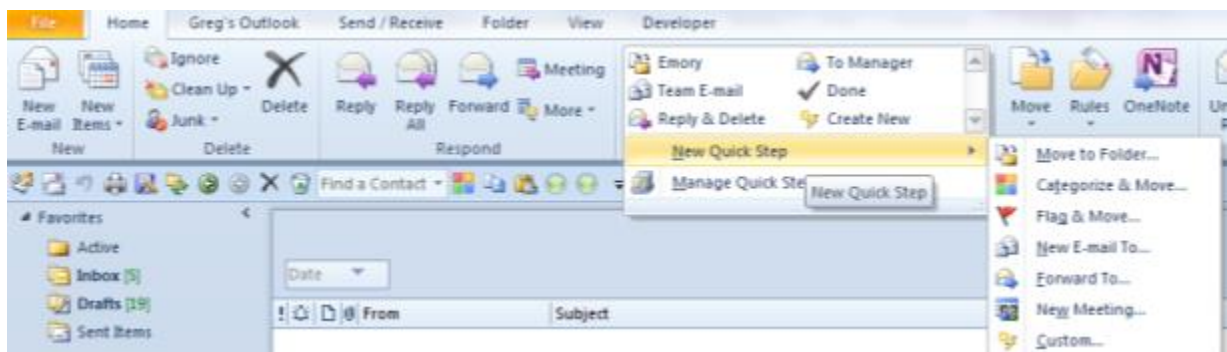 File Home Greg's Outlook Send / Receive Folder View Developer
New E-mail
New Items
New
Ignore
Clean Up
Junk
Delete
Delete
Reply
Reply All
Forward
Meeting
More
Respond
Emory To Manager
Team E-mail Done
Reply & Delete Create New
New Quick Step
Manage Quick Ste
New Quick Step
Move Rules OneNote
Move to Folder...
Categorize & Move...
Flag & Move...
New E-mail To...
Forward To...
New Meeting...
Custom...
Find a Contact
Favorites
Active
Inbox [5]
Drafts [19]
Sent Items
Date
! From Subject